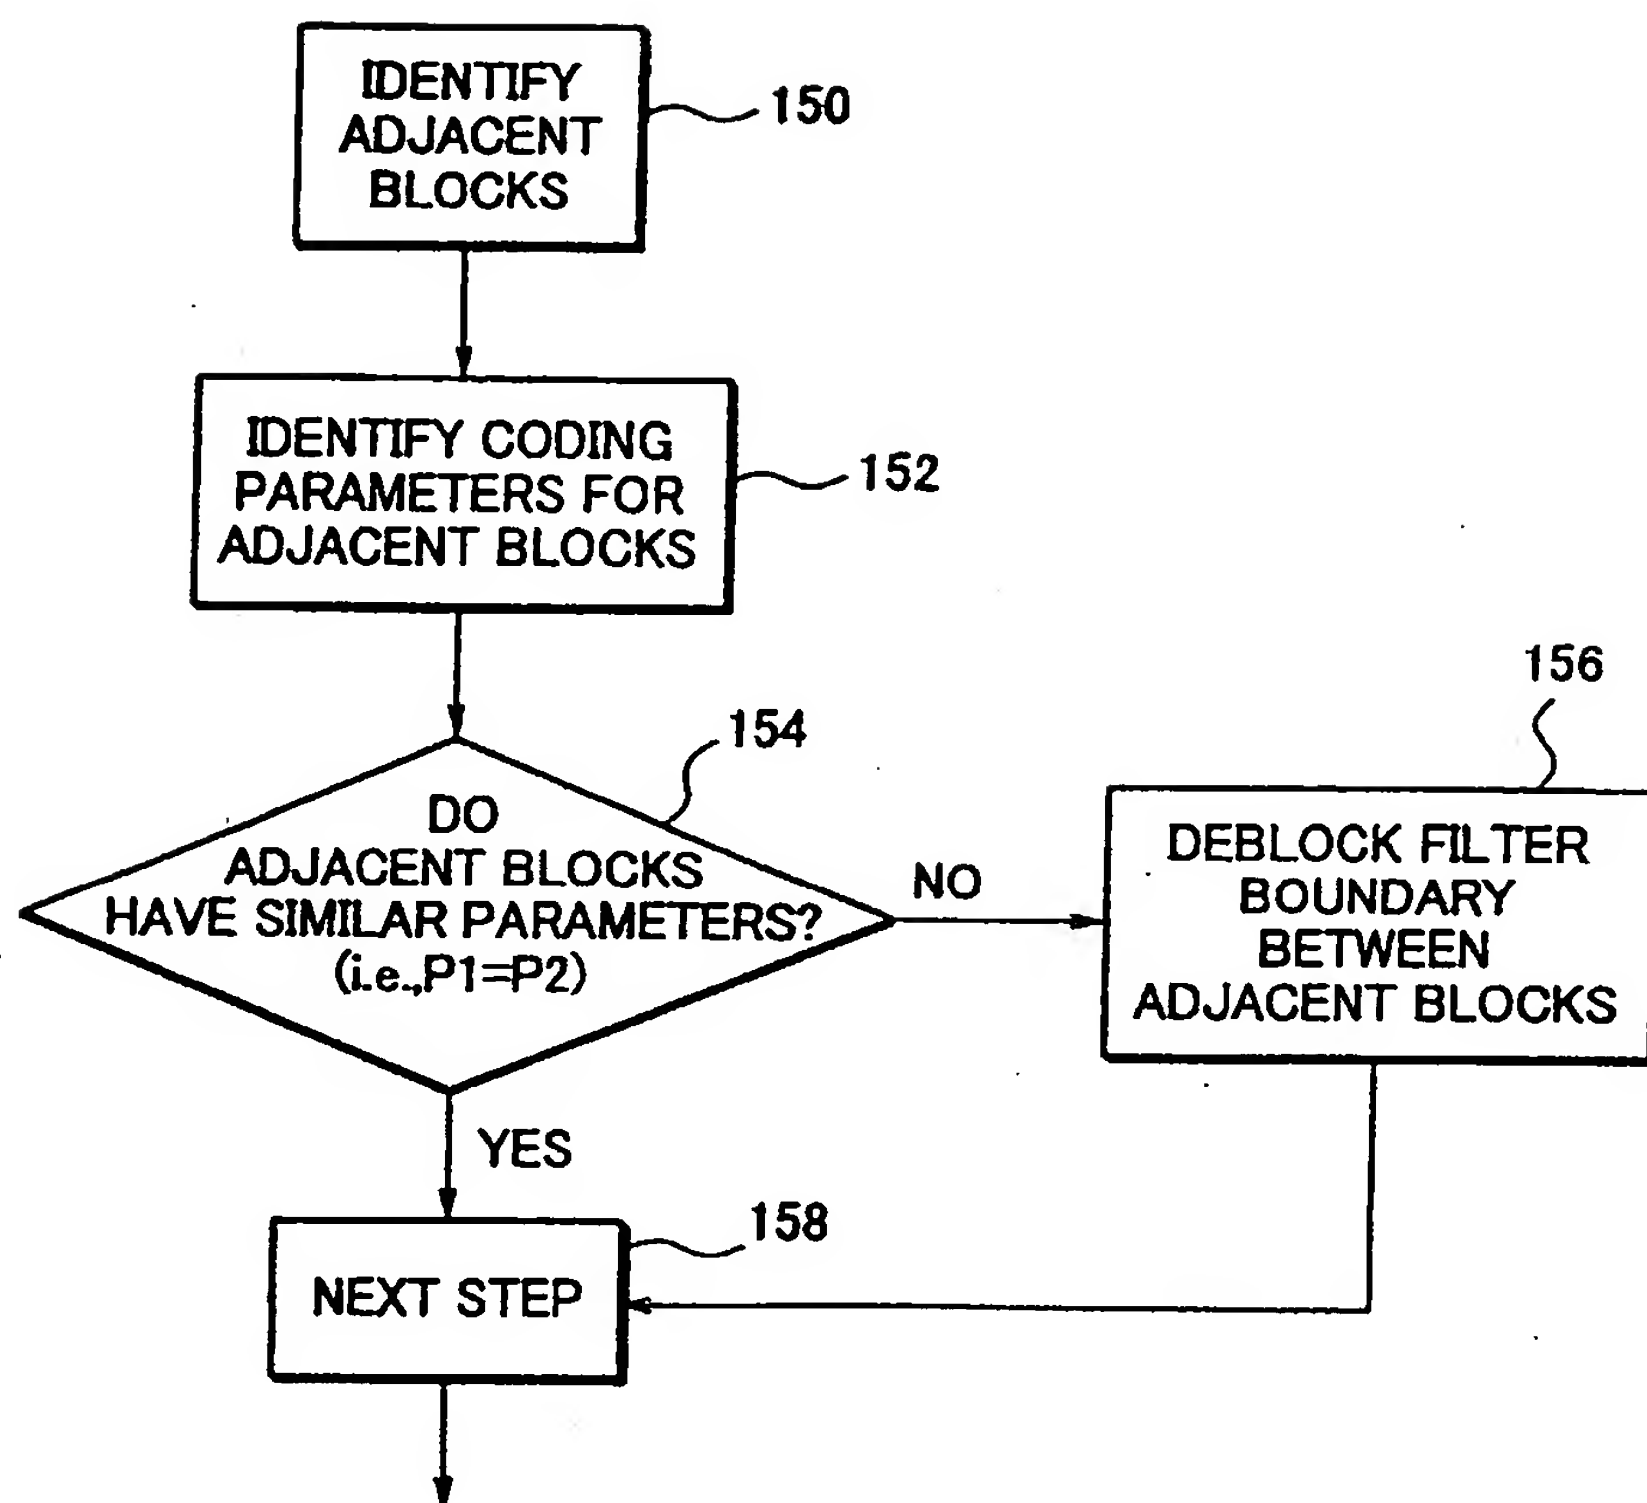 IDENTIFY
ADJACENT
BLOCKS
150
IDENTIFY CODING
PARAMETERS FOR
ADJACENT BLOCKS
152
154
DO
ADJACENT BLOCKS
HAVE SIMILAR PARAMETERS?
(i.e.,P1=P2)
NO
156
DEBLOCK FILTER
BOUNDARY
BETWEEN
ADJACENT BLOCKS
YES
158
NEXT STEP